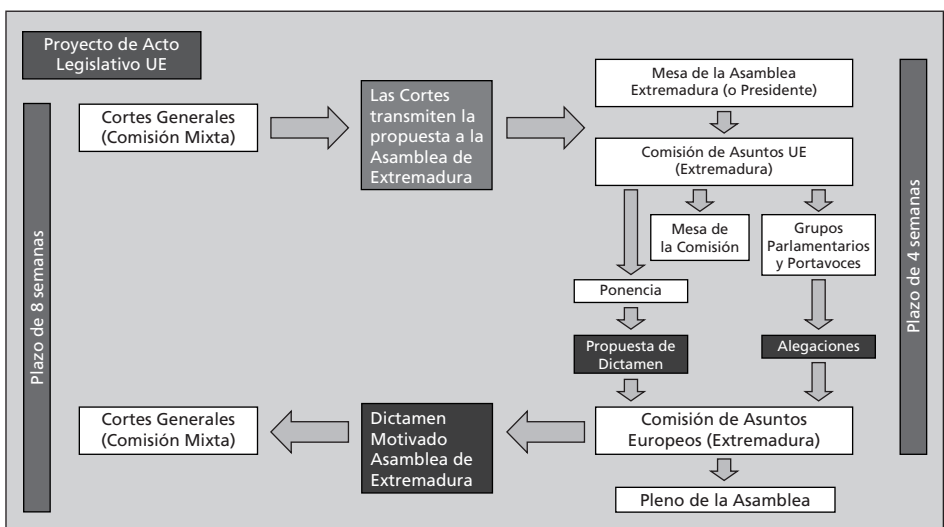 Proyecto de Acto
Legislativo UE
Plazo de 8 semanas
Cortes Generales
(Comisión Mixta)
Las Cortes
transmiten la
propuesta a la
Asamblea de
Extremadura
Mesa de la Asamblea
Extremadura (o Presidente)
Comisión de Asuntos UE
(Extremadura)
Mesa de
la Comisión
Grupos
Parlamentarios
y Portavoces
Ponencia
Propuesta de
Dictamen
Alegaciones
Plazo de 4 semanas
Cortes Generales
(Comisión Mixta)
Dictamen
Motivado
Asamblea de
Extremadura
Comisión de Asuntos
Europeos (Extremadura)
Pleno de la Asamblea